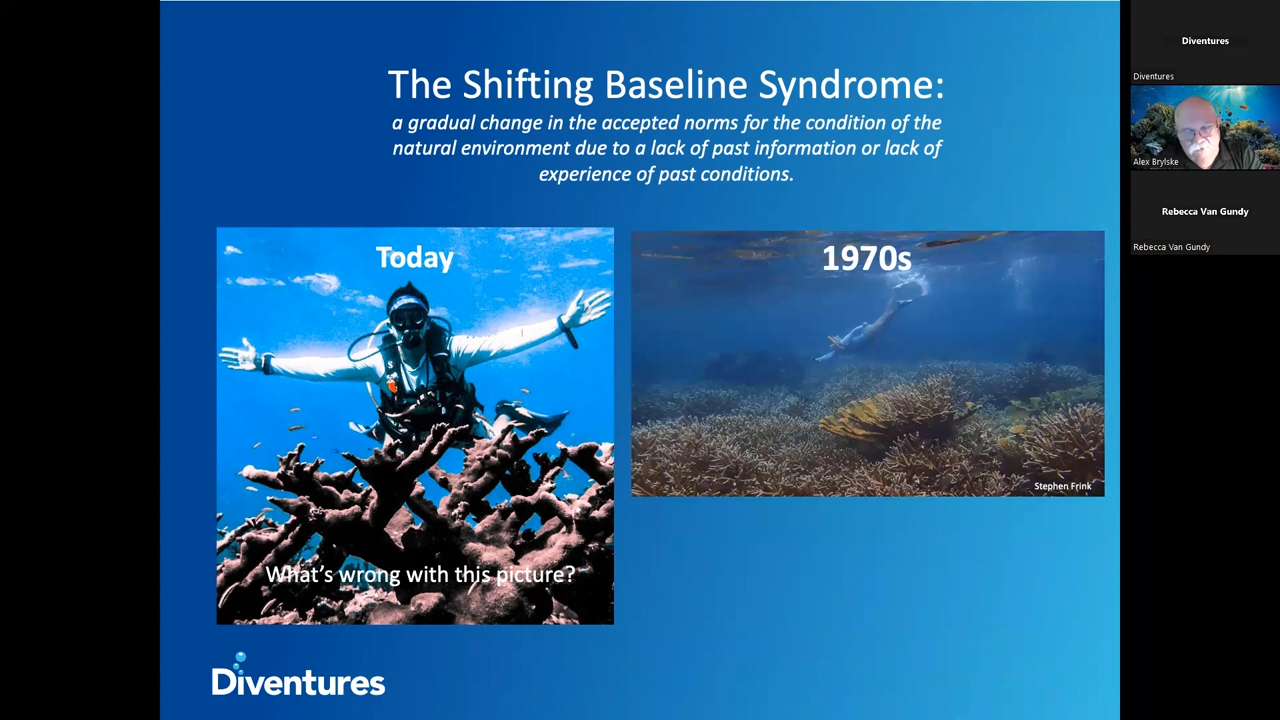 The Shifting Baseline Syndrome:
a gradual change in the accepted norms for the condition of the
natural environment due to a lack of past information or lack of
experience of past conditions.
Today
What's wrong with this picture?
1970s
Stephen Frink
Diventures
Diventures
Diventures
Alex Brylske
Rebecca Van Gundy
Rebecca Van Gundy